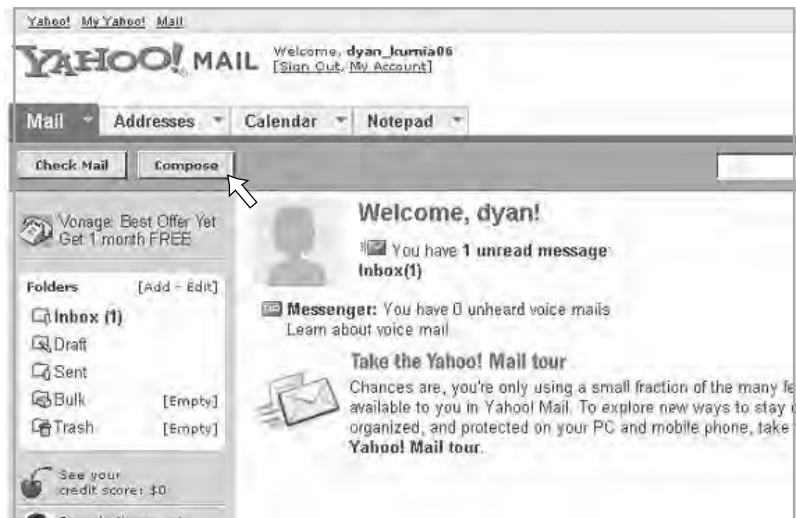 Yahoo! My Yahoo! Mail
YAHOO! MAIL
Welcome, dyan_kurnia06
[Sign Out, My Account]
Mail Addresses Calendar Notepad
Check Mail Compose
Vonage: Best Offer Yet
Get 1 month FREE
Folders [Add - Edit]
Inbox (1)
Draft
Sent
Bulk [Empty]
Trash [Empty]
See your
credit score: $0
Welcome, dyan!
You have 1 unread message:
Inbox(1)
Messenger: You have 0 unheard voice mails
Learn about voice mail
Take the Yahoo! Mail tour
Chances are, you're only using a small fraction of the many fe
available to you in Yahoo! Mail. To explore new ways to stay
organized, and protected on your PC and mobile phone, take
Yahoo! Mail tour.